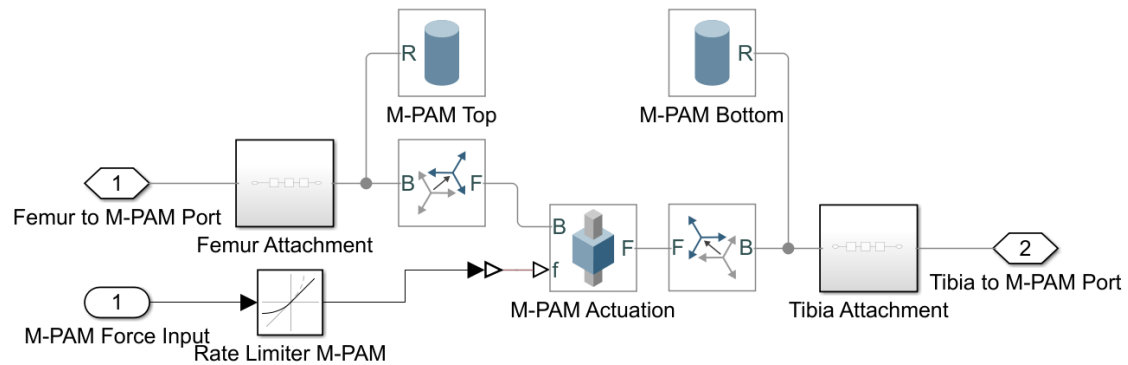 R
M-PAM Top
R
M-PAM Bottom
1
Femur to M-PAM Port
Femur Attachment
B
F
B
f
F
M-PAM Actuation
F
B
Tibia Attachment
2
Tibia to M-PAM Port
1
M-PAM Force Input
Rate Limiter M-PAM